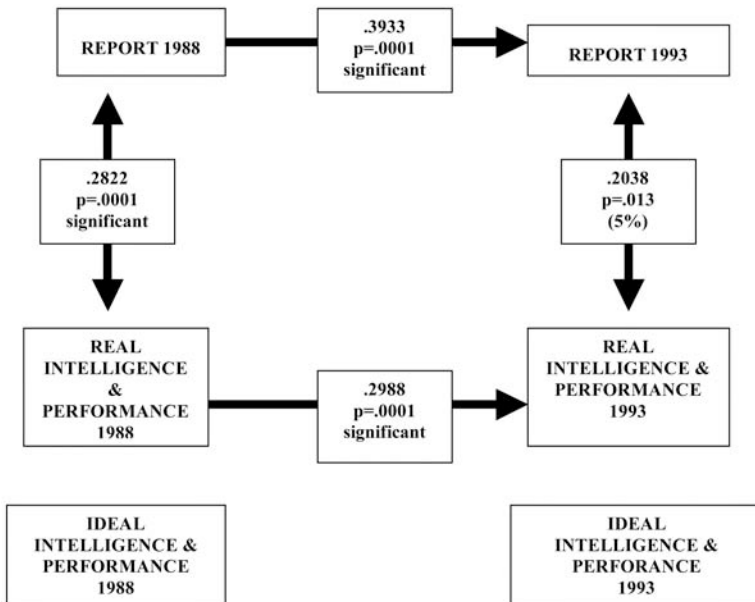 REPORT 1988
.3933
p=.0001
significant
REPORT 1993
.2822
p=.0001
significant
.2038
p=.013
(5%)
REAL
INTELLIGENCE
&
PERFORMANCE
1988
.2988
p=.0001
significant
REAL
INTELLIGENCE &
PERFORMANCE
1993
IDEAL
INTELLIGENCE &
PERFORMANCE
1988
IDEAL
INTELLIGENCE &
PERFORANCE
1993